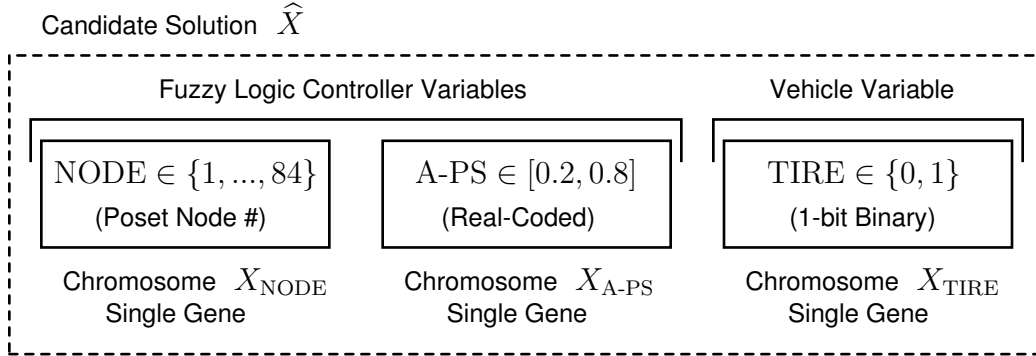 Candidate Solution X̂
Fuzzy Logic Controller Variables
Vehicle Variable
NODE ∈ {1, ..., 84}
(Poset Node #)
A-PS ∈ [0.2, 0.8]
(Real-Coded)
TIRE ∈ {0, 1}
(1-bit Binary)
Chromosome X_NODE
Single Gene
Chromosome X_A-PS
Single Gene
Chromosome X_TIRE
Single Gene